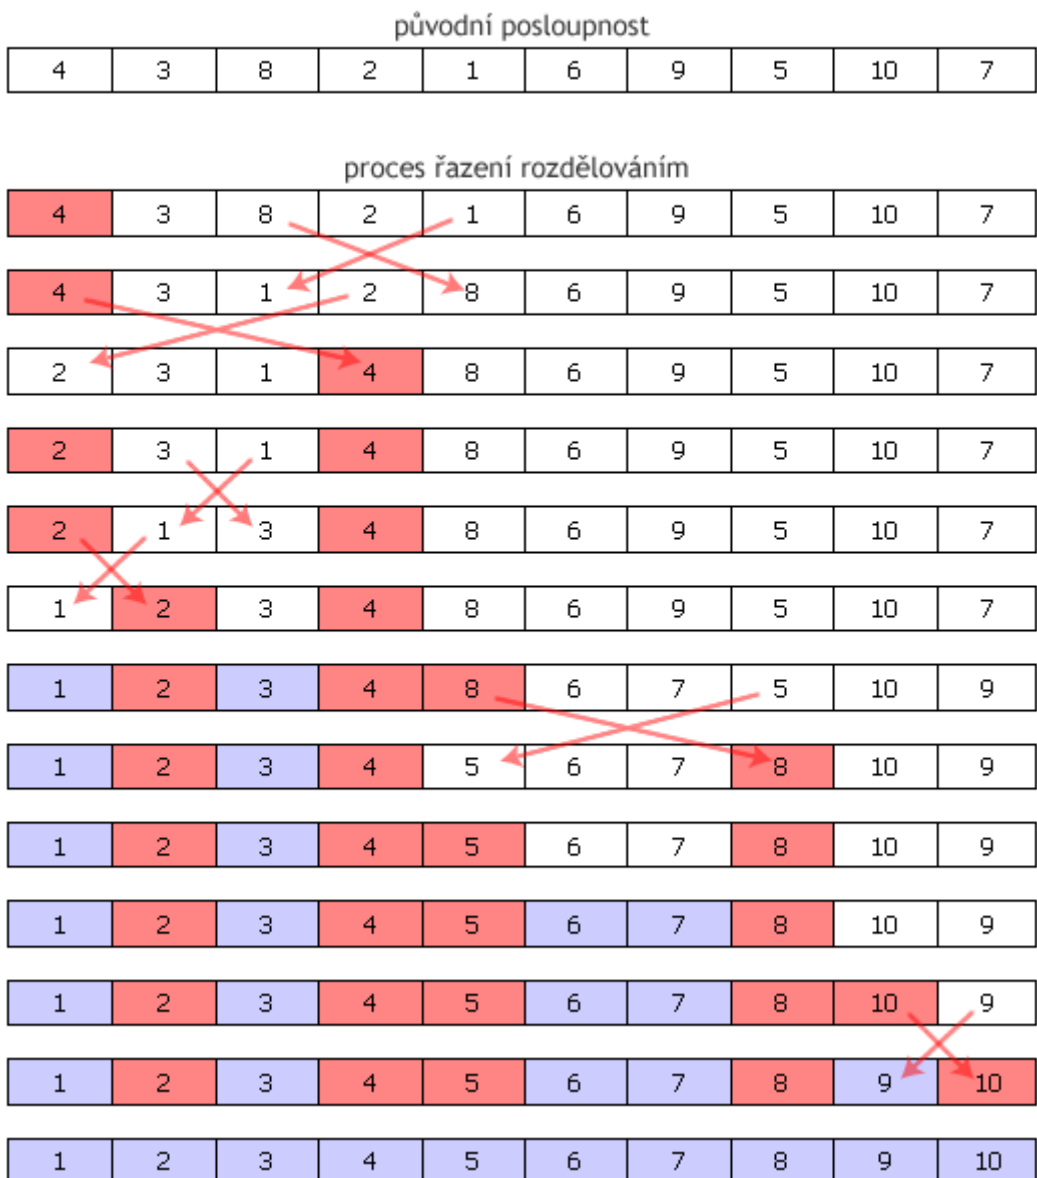 původní posloupnost
4 3 8 2 1 6 9 5 10 7
proces řazení rozdělováním
4 3 8 2 1 6 9 5 10 7
4 3 1 2 8 6 9 5 10 7
2 3 1 4 8 6 9 5 10 7
2 3 1 4 8 6 9 5 10 7
2 1 3 4 8 6 9 5 10 7
1 2 3 4 8 6 9 5 10 7
1 2 3 4 8 6 7 5 10 9
1 2 3 4 5 6 7 8 10 9
1 2 3 4 5 6 7 8 10 9
1 2 3 4 5 6 7 8 10 9
1 2 3 4 5 6 7 8 10 9
1 2 3 4 5 6 7 8 9 10
1 2 3 4 5 6 7 8 9 10